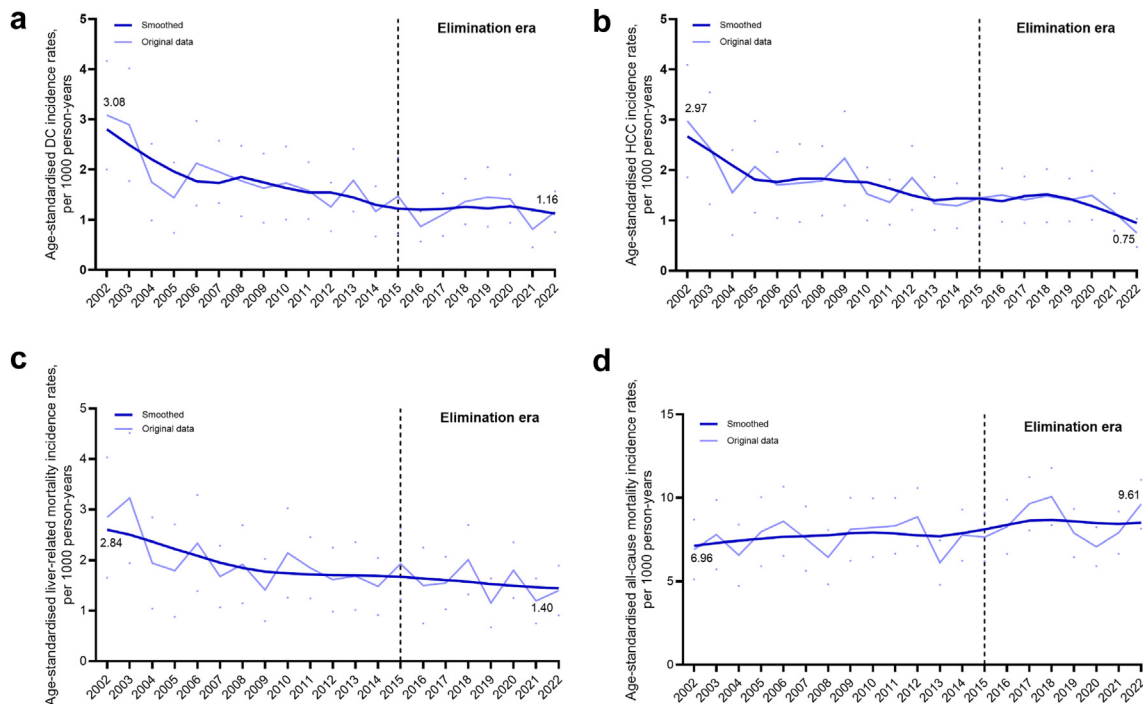 a
Age-standardised DC incidence rates,
per 1000 person-years
5
4
3
2
1
0
Smoothed
Original data
Elimination era
3.08
1.16
2002 2003 2004 2005 2006 2007 2008 2009 2010 2011 2012 2013 2014 2015 2016 2017 2018 2019 2020 2021 2022
b
Age-standardised HCC incidence rates,
per 1000 person-years
5
4
3
2
1
0
Smoothed
Original data
Elimination era
2.97
0.75
2002 2003 2004 2005 2006 2007 2008 2009 2010 2011 2012 2013 2014 2015 2016 2017 2018 2019 2020 2021 2022
c
Age-standardised liver-related mortality incidence rates,
per 1000 person-years
5
4
3
2
1
0
Smoothed
Original data
Elimination era
2.84
1.40
2002 2003 2004 2005 2006 2007 2008 2009 2010 2011 2012 2013 2014 2015 2016 2017 2018 2019 2020 2021 2022
d
Age-standardised all-cause mortality incidence rates,
per 1000 person-years
15
10
5
0
Smoothed
Original data
Elimination era
6.96
9.61
2002 2003 2004 2005 2006 2007 2008 2009 2010 2011 2012 2013 2014 2015 2016 2017 2018 2019 2020 2021 2022